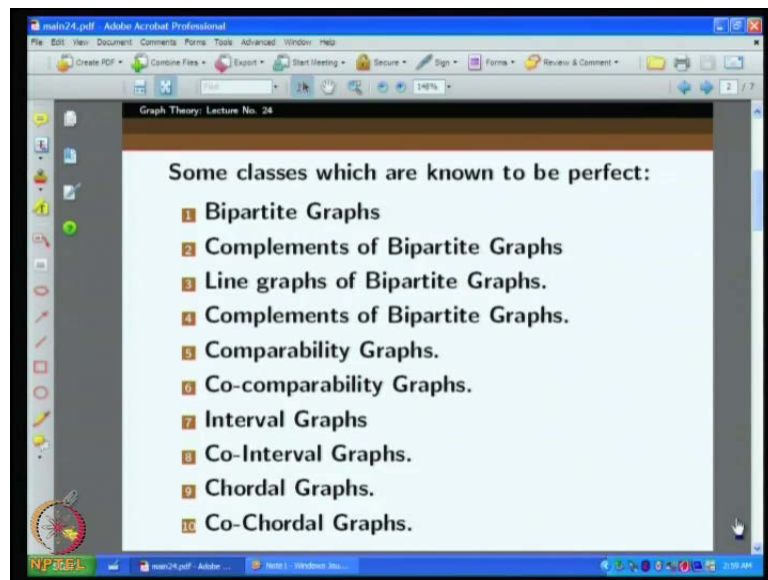 main24.pdf - Adobe Acrobat Professional
File Edit View Document Comments Forms Tools Advanced Window Help
Create PDF Combine Files Export Start Meeting Secure Sign Forms Review & Comment
Find 148% 2 / 7
Graph Theory: Lecture No. 24
Some classes which are known to be perfect:
1 Bipartite Graphs
2 Complements of Bipartite Graphs
3 Line graphs of Bipartite Graphs.
4 Complements of Bipartite Graphs.
5 Comparability Graphs.
6 Co-comparability Graphs.
7 Interval Graphs
8 Co-Interval Graphs.
9 Chordal Graphs.
10 Co-Chordal Graphs.
NPTEL main24.pdf - Adobe ... Note1 - Windows Jou... 2:59 AM